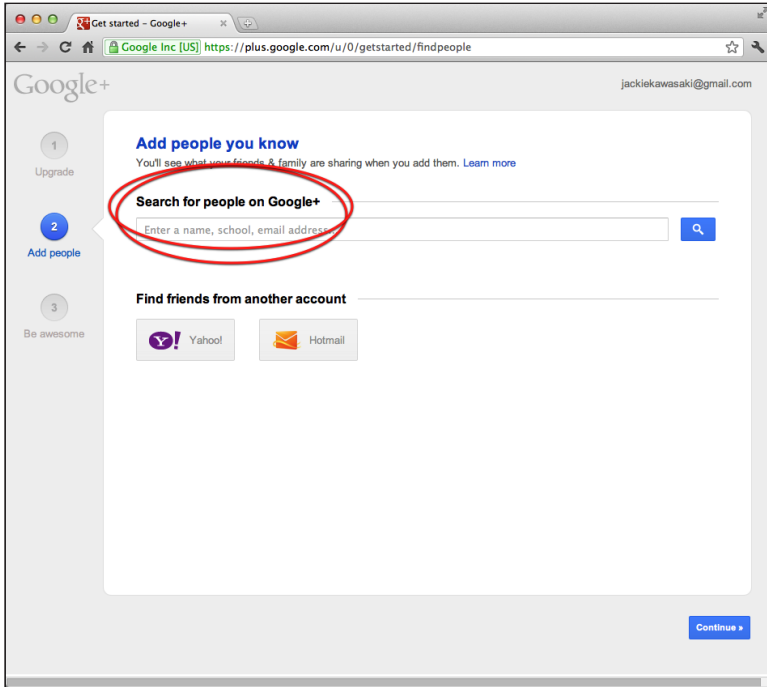 Get started – Google+
Google Inc [US] https://plus.google.com/u/0/getstarted/findpeople
Google+
jackiekawasaki@gmail.com
1
Upgrade
2
Add people
3
Be awesome
Add people you know
You'll see what your friends & family are sharing when you add them. Learn more
Search for people on Google+
Enter a name, school, email address...
Find friends from another account
Y! Yahoo!
Hotmail
Continue »